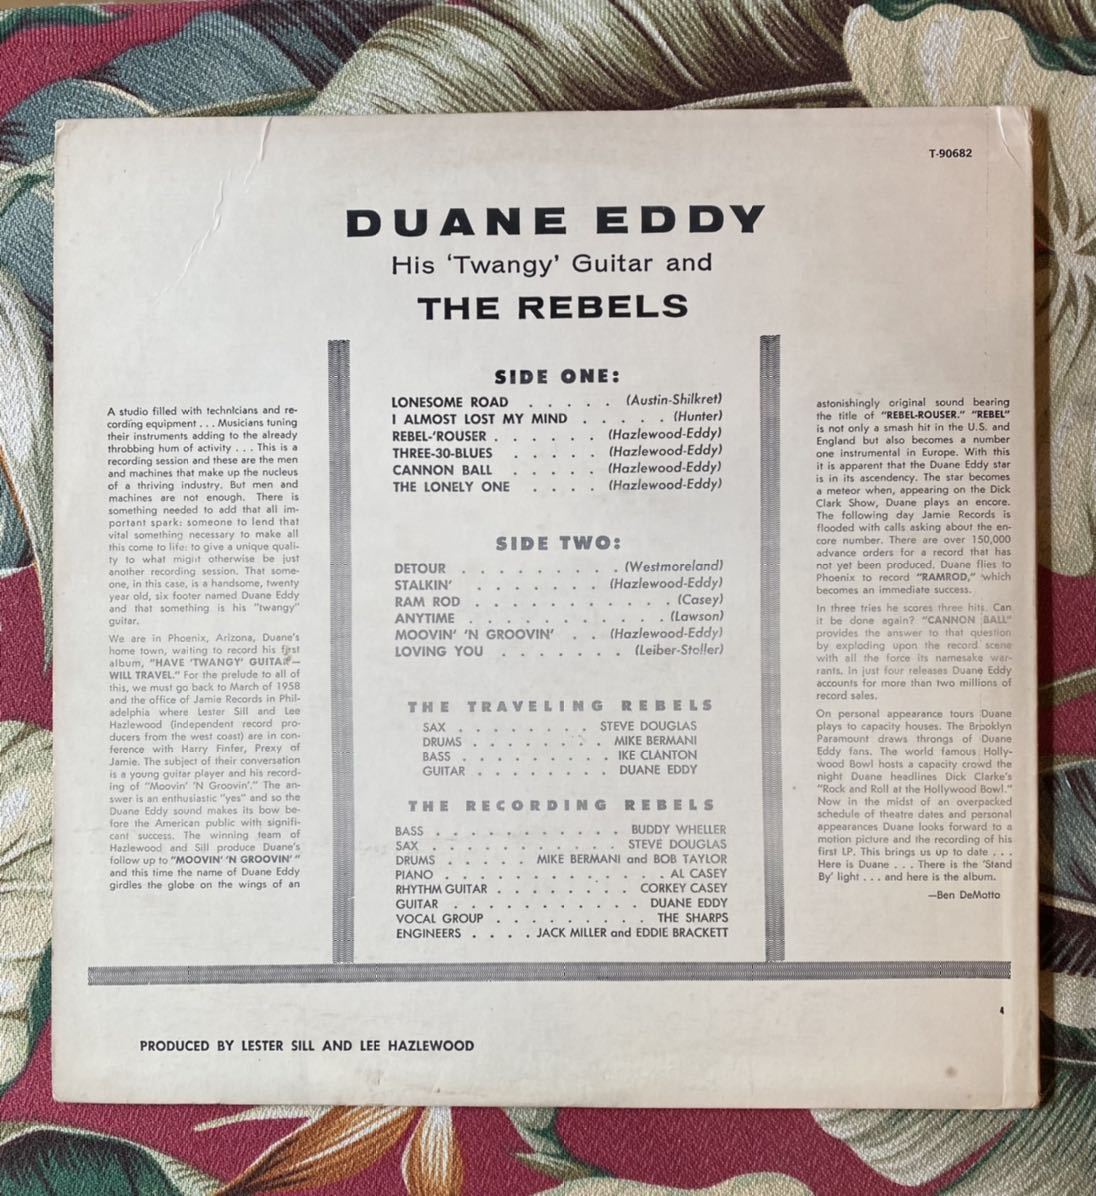 T-90682
DUANE EDDY
His 'Twangy' Guitar and
THE REBELS
SIDE ONE:
LONESOME ROAD . . . . . (Austin-Shilkret)
I ALMOST LOST MY MIND . . . . . (Hunter)
REBEL-'ROUSER . . . . . . (Hazlewood-Eddy)
THREE-30-BLUES . . . . . (Hazlewood-Eddy)
CANNON BALL . . . . . (Hazlewood-Eddy)
THE LONELY ONE . . . . (Hazlewood-Eddy)
SIDE TWO:
DETOUR . . . . . . . . . (Westmoreland)
STALKIN' . . . . . . . . (Hazlewood-Eddy)
RAM ROD . . . . . . . . . . . (Casey)
ANYTIME . . . . . . . . . . . (Lawson)
MOOVIN' 'N GROOVIN' . . (Hazlewood-Eddy)
LOVING YOU . . . . . . . (Leiber-Stoller)
THE TRAVELING REBELS
SAX . . . . . . . . STEVE DOUGLAS
DRUMS . . . . . . . . MIKE BERMANI
BASS . . . . . . . . . IKE CLANTON
GUITAR . . . . . . . . DUANE EDDY
THE RECORDING REBELS
BASS . . . . . . . . . . . BUDDY WHELLER
SAX . . . . . . . . . . . STEVE DOUGLAS
DRUMS . . . . . MIKE BERMANI and BOB TAYLOR
PIANO . . . . . . . . . . . . . AL CASEY
RHYTHM GUITAR . . . . . . . . CORKEY CASEY
GUITAR . . . . . . . . . . . DUANE EDDY
VOCAL GROUP . . . . . . . . . THE SHARPS
ENGINEERS . . . . JACK MILLER and EDDIE BRACKETT
A studio filled with technicians and re-
cording equipment . . . Musicians tuning
their instruments adding to the already
throbbing hum of activity . . . This is a
recording session and these are the men
and machines that make up the nucleus
of a thriving industry. But men and
machines are not enough. There is
something needed to add that all im-
portant spark: someone to lend that
vital something necessary to make all
this come to life: to give a unique quali-
ty to what might otherwise be just
another recording session. That some-
one, in this case, is a handsome, twenty
year old, six footer named Duane Eddy
and that something is his "twangy"
guitar.
We are in Phoenix, Arizona, Duane's
home town, waiting to record his first
album, "HAVE 'TWANGY' GUITAR—
WILL TRAVEL." For the prelude to all of
this, we must go back to March of 1958
and the office of Jamie Records in Phil-
adelphia where Lester Sill and Lee
Hazlewood (independent record pro-
ducers from the west coast) are in con-
ference with Harry Finfer, Prexy of
Jamie. The subject of their conversation
is a young guitar player and his record-
ing of "Moovin' 'N Groovin'." The an-
swer is an enthusiastic "yes" and so the
Duane Eddy sound makes its bow be-
fore the American public with signifi-
cant success. The winning team of
Hazlewood and Sill produce Duane's
follow up to "MOOVIN' 'N GROOVIN'"
and this time the name of Duane Eddy
girdles the globe on the wings of an
astonishingly original sound bearing
the title of "REBEL-ROUSER." "REBEL"
is not only a smash hit in the U.S. and
England but also becomes a number
one instrumental in Europe. With this
it is apparent that the Duane Eddy star
is in its ascendency. The star becomes
a meteor when, appearing on the Dick
Clark Show, Duane plays an encore.
The following day Jamie Records is
flooded with calls asking about the en-
core number. There are over 150,000
advance orders for a record that has
not yet been produced. Duane flies to
Phoenix to record "RAMROD," which
becomes an immediate success.
In three tries he scores three hits. Can
it be done again? "CANNON BALL"
provides the answer to that question
by exploding upon the record scene
with all the force its namesake war-
rants. In just four releases Duane Eddy
accounts for more than two millions of
record sales.
On personal appearance tours Duane
plays to capacity houses. The Brooklyn
Paramount draws throngs of Duane
Eddy fans. The world famous Holly-
wood Bowl hosts a capacity crowd the
night Duane headlines Dick Clarke's
"Rock and Roll at the Hollywood Bowl."
Now in the midst of an overpacked
schedule of theatre dates and personal
appearances Duane looks forward to a
motion picture and the recording of his
first LP. This brings us up to date . . .
Here is Duane . . . There is the 'Stand
By' light . . . and here is the album.
—Ben DeMotto
4
PRODUCED BY LESTER SILL AND LEE HAZLEWOOD